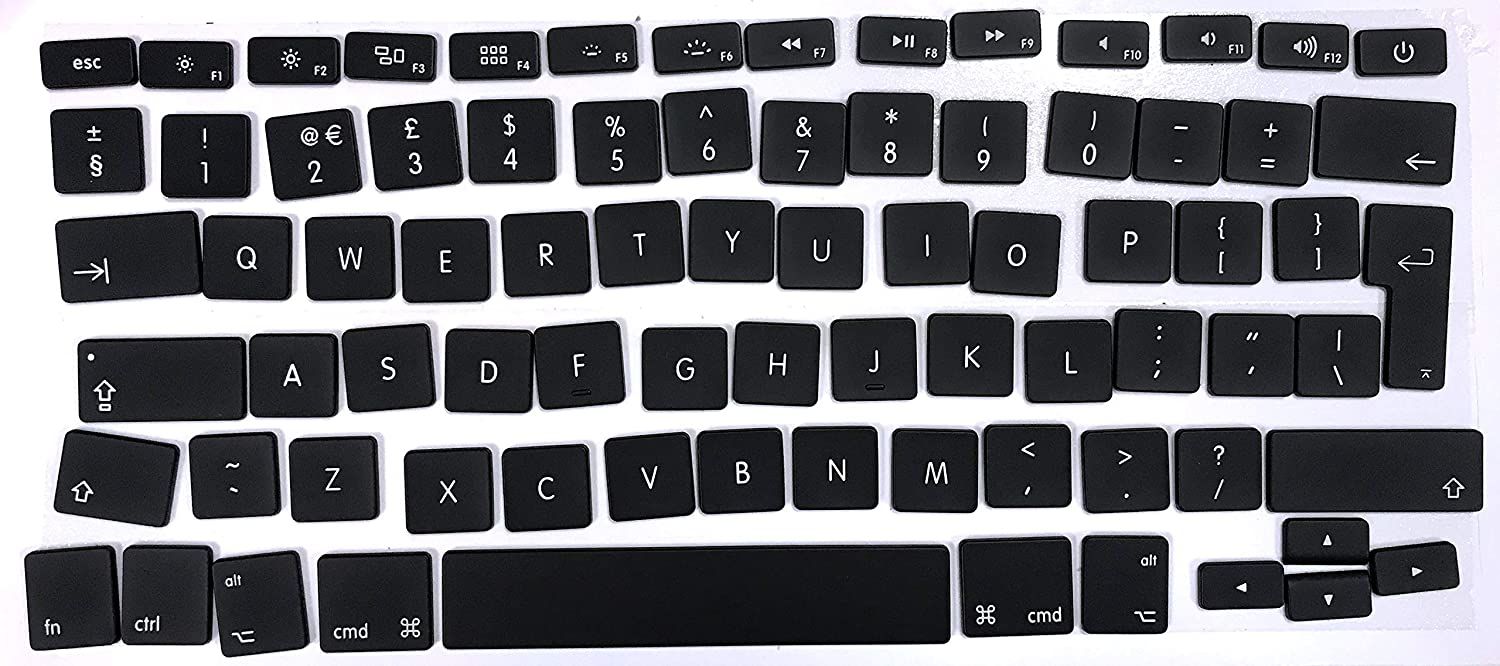 esc F1 F2 F3 F4 F5 F6 F7 F8 F9 F10 F11 F12
± ! @ € £ $ % ^ & * ( ) – +
§ 1 2 3 4 5 6 7 8 9 0 - = ←
→| Q W E R T Y U I O P { }
[ ]
A S D F G H J K L : “ |
; ‘ \
~ Z X C V B N M < > ?
` , . /
alt alt
fn ctrl ⌥ cmd ⌘ ⌘ cmd ⌥